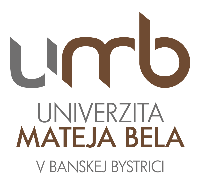 umb
UNIVERZITA
MATEJA BELA
V BANSKEJ BYSTRICI